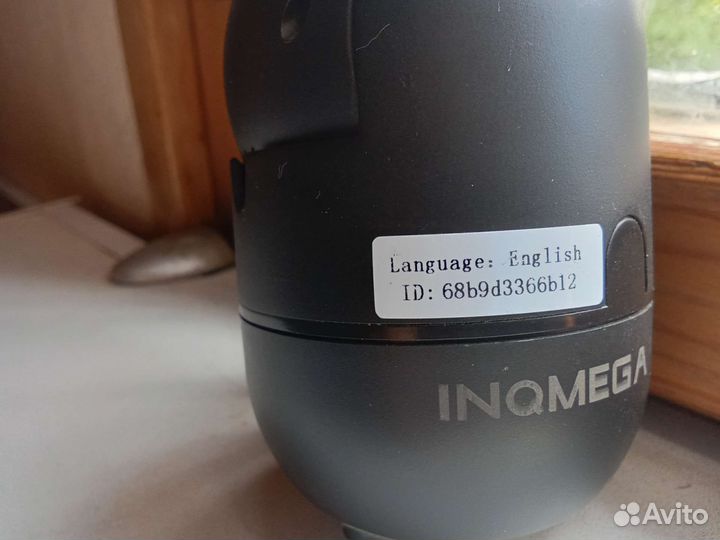 Language: English
ID: 68b9d3366b12
INQMEGA
Avito